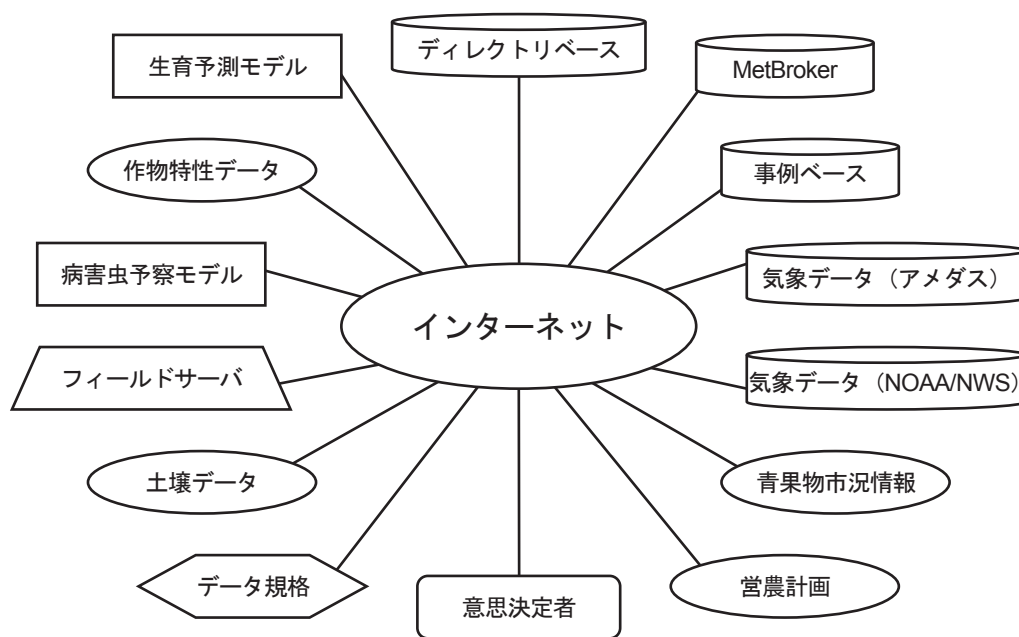 ディレクトリベース
生育予測モデル
MetBroker
作物特性データ
事例ベース
病害虫予察モデル
気象データ（アメダス）
インターネット
フィールドサーバ
気象データ（NOAA/NWS）
土壌データ
青果物市況情報
データ規格
意思決定者
営農計画